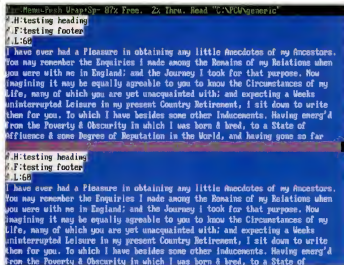 Wrap Sp- 87% Free. 2% Thru. Read "C:\PCW\generic"
.H:testing heading
.F:testing footer
.L:60
I have ever had a Pleasure in obtaining any little Anecdotes of my Ancestors.
You may remember the Enquiries I made among the Remains of my Relations when
you were with me in England; and the Journey I took for that purpose. Now
imagining it may be equally agreeable to you to know the Circumstances of my
Life, many of which you are yet unacquainted with; and expecting a Weeks
uninterrupted Leisure in my present Country Retirement, I sit down to write
them for you. To which I have besides some other Inducements. Having emerg'd
from the Poverty & Obscurity in which I was born & bred, to a State of
Affluence & some Degree of Reputation in the World, and having gone so far
.H:testing heading
.F:testing footer
.L:60
I have ever had a Pleasure in obtaining any little Anecdotes of my Ancestors.
You may remember the Enquiries I made among the Remains of my Relations when
you were with me in England; and the Journey I took for that purpose. Now
imagining it may be equally agreeable to you to know the Circumstances of my
Life, many of which you are yet unacquainted with; and expecting a Weeks
uninterrupted Leisure in my present Country Retirement, I sit down to write
them for you. To which I have besides some other inducements. Having emerg'd
from the Poverty & Obscurity in which I was born & bred, to a State of